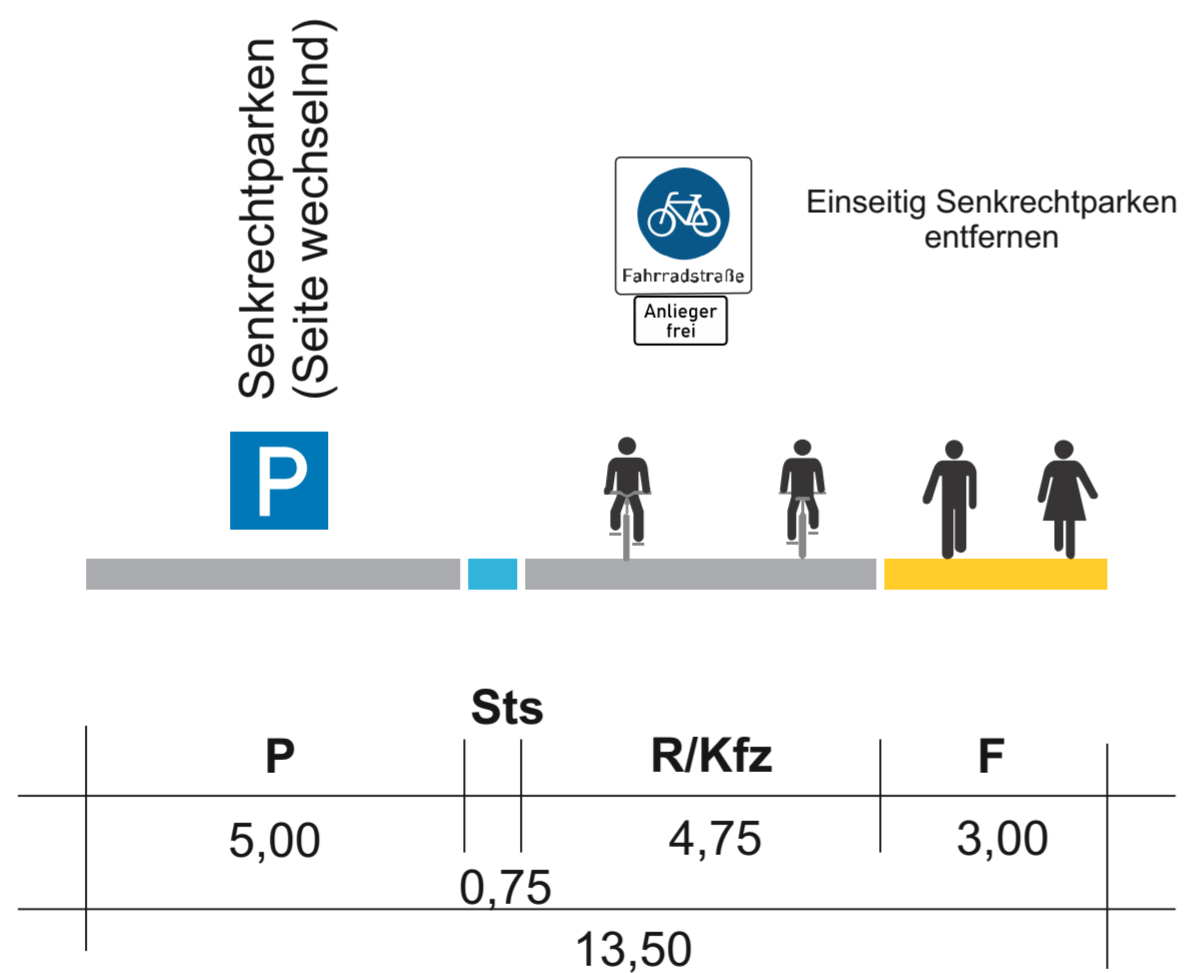 Senkrechtparken
(Seite wechselnd)
Fahrradstraße
Anlieger
frei
Einseitig Senkrechtparken
entfernen
P
Sts
P
R/Kfz
F
5,00
0,75
4,75
3,00
13,50